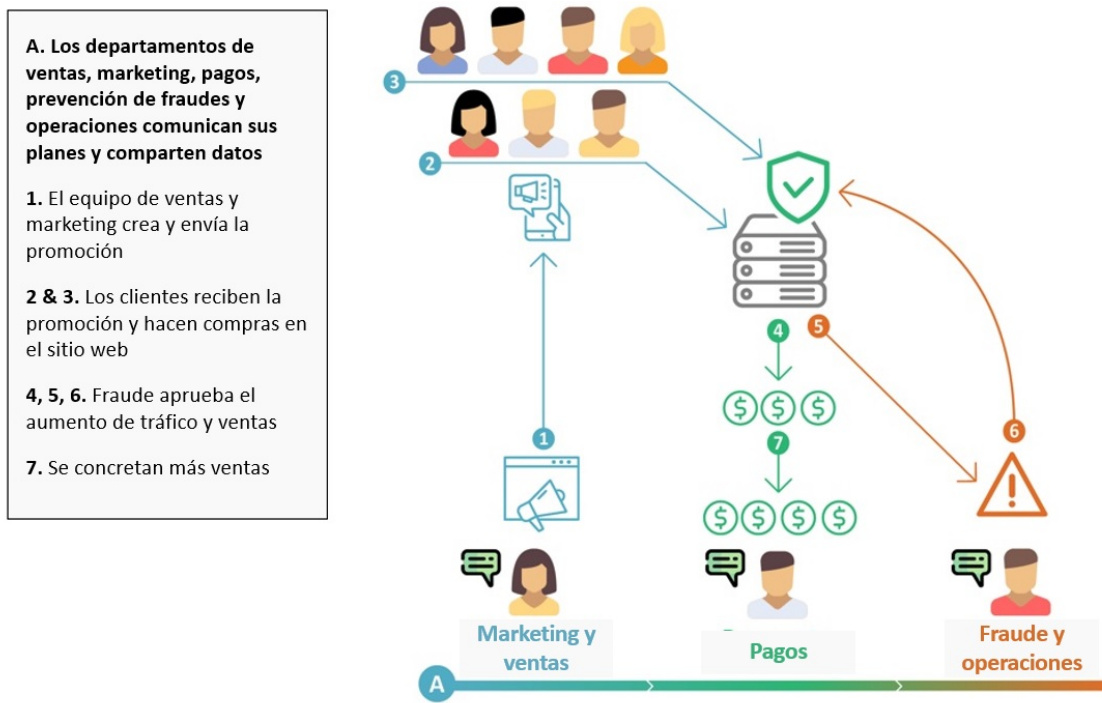 A. Los departamentos de
ventas, marketing, pagos,
prevención de fraudes y
operaciones comunican sus
planes y comparten datos
1. El equipo de ventas y
marketing crea y envía la
promoción
2 & 3. Los clientes reciben la
promoción y hacen compras en
el sitio web
4, 5, 6. Fraude aprueba el
aumento de tráfico y ventas
7. Se concretan más ventas
3
2
4
5
$ $ $
1
7
6
$ $ $ $
Marketing y
ventas
Pagos
Fraude y
operaciones
A